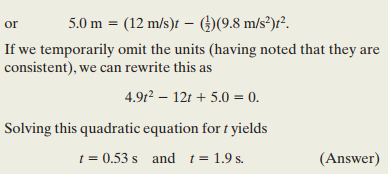 or 5.0 m = (12 m/s)t − (½)(9.8 m/s²)t².
If we temporarily omit the units (having noted that they are
consistent), we can rewrite this as
4.9t² − 12t + 5.0 = 0.
Solving this quadratic equation for t yields
t = 0.53 s and t = 1.9 s. (Answer)